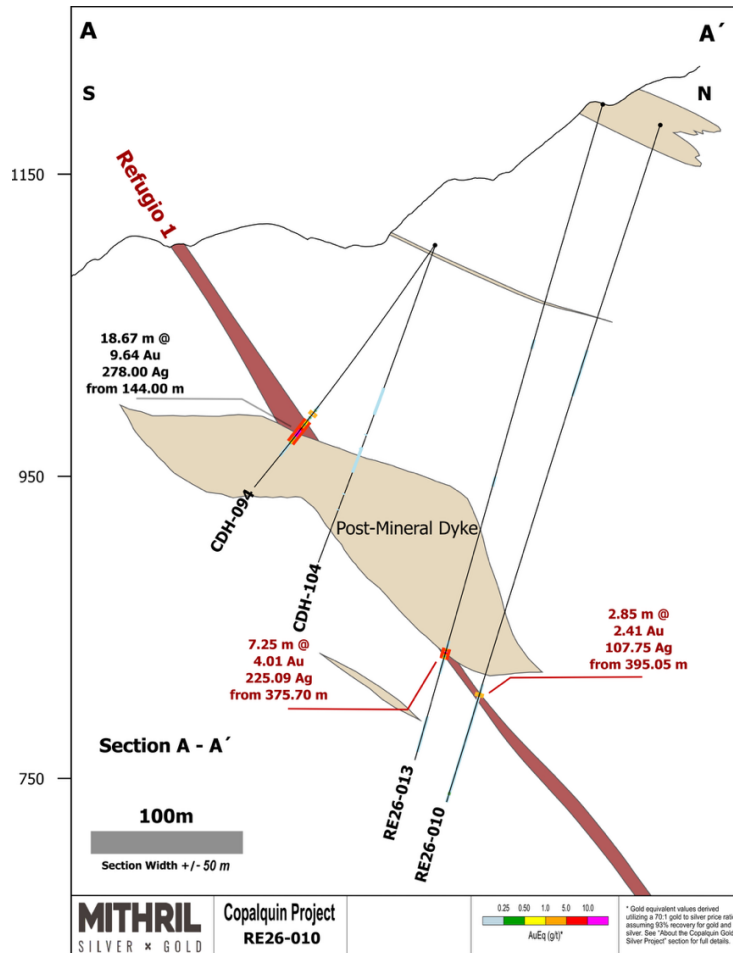 A
A´
S
N
1150
Refugio 1
18.67 m @
9.64 Au
278.00 Ag
from 144.00 m
950
CDH-094
Post-Mineral Dyke
CDH-104
7.25 m @
4.01 Au
225.09 Ag
from 375.70 m
2.85 m @
2.41 Au
107.75 Ag
from 395.05 m
Section A - A´
750
RE26-013
RE26-010
100m
Section Width +/- 50 m
MITHRIL
SILVER × GOLD
Copalquin Project
RE26-010
0.25 0.50 1.0 5.0 10.0
AuEq (g/t)*
* Gold equivalent values derived
utilizing a 70:1 gold to silver price ratio
assuming 93% recovery for gold and
silver. See "About the Copalquin Gold
Silver Project" section for full details.